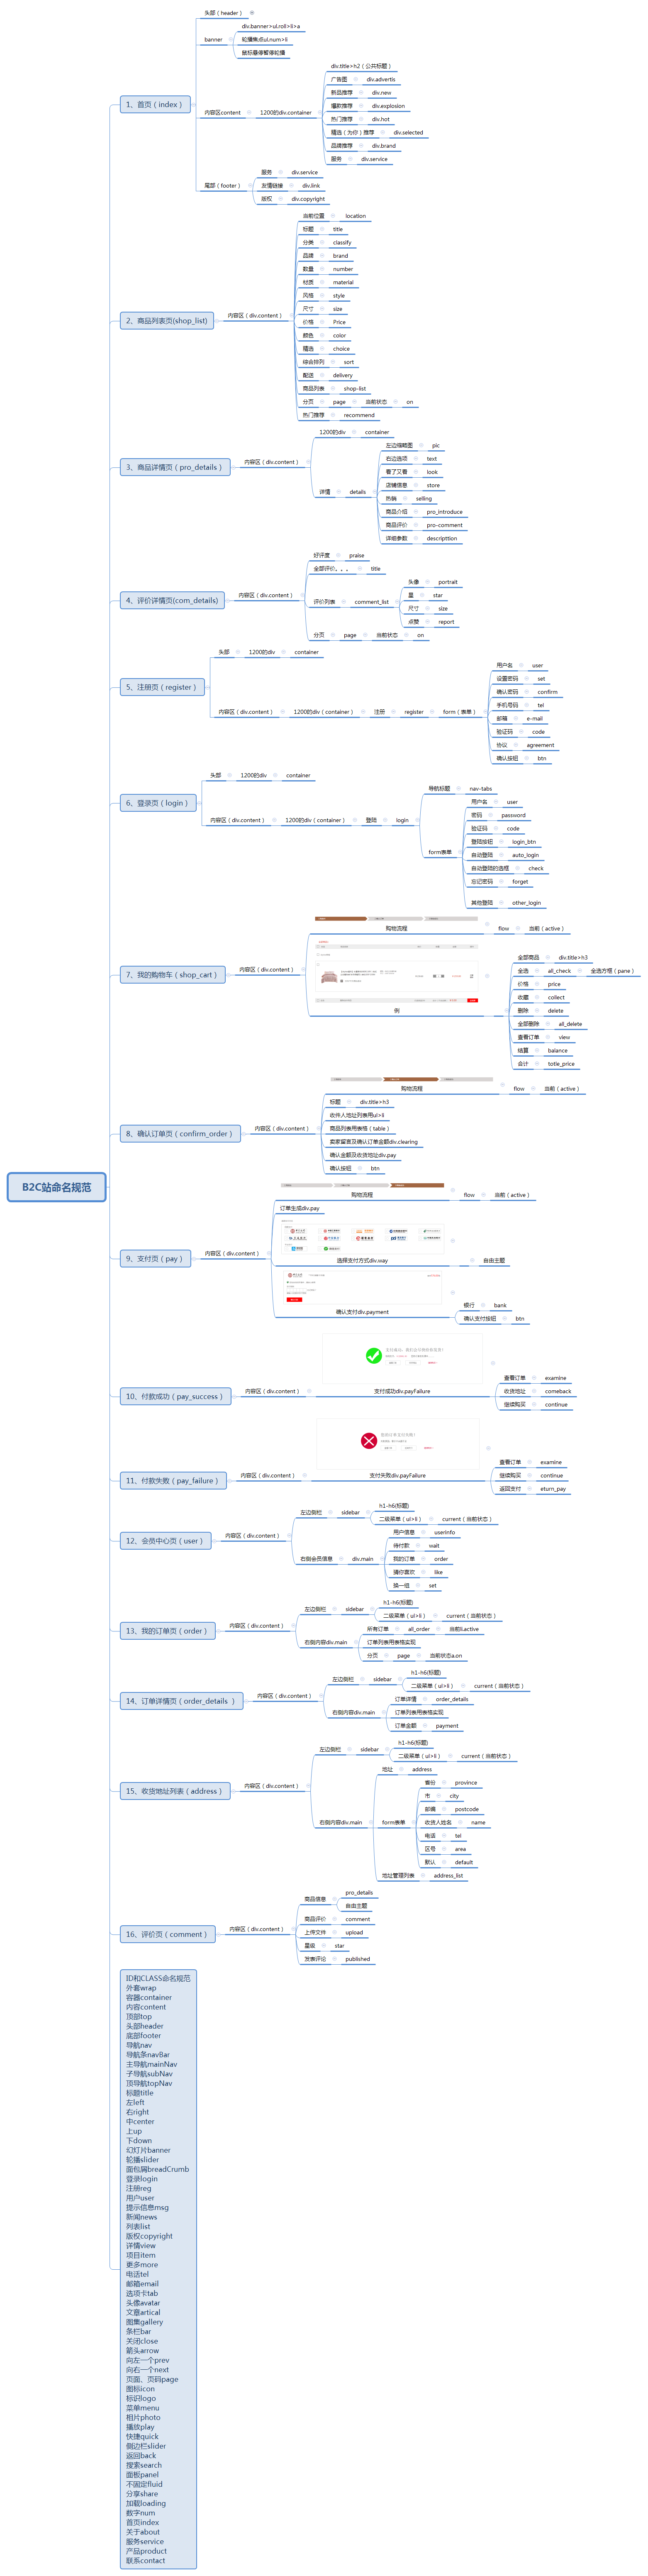 B2C站命名规范
1、首页（index）
头部（header）
banner
div.banner>ul.roll>li>a
轮播焦点ul.num>li
鼠标悬停暂停轮播
内容区content
1200的div.container
div.title>h2（公共标题）
广告图 div.advertis
新品推荐 div.new
爆款推荐 div.explosion
热门推荐 div.hot
精选（为你）推荐 div.selected
品牌推荐 div.brand
服务 div.service
尾部（footer）
服务 div.service
友情链接 div.link
版权 div.copyright
2、商品列表页(shop_list)
内容区（div.content）
当前位置 location
标题 title
分类 classify
品牌 brand
数量 number
材质 material
风格 style
尺寸 size
价格 Price
颜色 color
精选 choice
综合排列 sort
配送 delivery
商品列表 shop-list
分页 page 当前状态 on
热门推荐 recommend
3、商品详情页（pro_details）
内容区（div.content）
1200的div container
详情 details
左边缩略图 pic
右边选项 text
看了又看 look
店铺信息 store
热销 selling
商品介绍 pro_introduce
商品评价 pro-comment
详细参数 descripttion
4、评价详情页(com_details)
内容区（div.content）
好评度 praise
全部评价。。。 title
评价列表 comment_list
头像 portrait
星 star
尺寸 size
点赞 report
分页 page 当前状态 on
5、注册页（register）
头部 1200的div container
内容区（div.content） 1200的div（container） 注册 register form（表单）
用户名 user
设置密码 set
确认密码 confirm
手机号码 tel
邮箱 e-mail
验证码 code
协议 agreement
确认按钮 btn
6、登录页（login）
头部 1200的div container
内容区（div.content） 1200的div（container） 登陆 login
导航标题 nav-tabs
form表单
用户名 user
密码 password
验证码 code
登陆按钮 login_btn
自动登陆 auto_login
自动登陆的选框 check
忘记密码 forget
其他登陆 other_login
7、我的购物车（shop_cart）
内容区（div.content）
购物流程 flow 当前（active）
例
全部商品 div.title>h3
全选 all_check 全选方框（pane）
价格 price
收藏 collect
删除 delete
全部删除 all_delete
查看订单 view
结算 balance
合计 totle_price
8、确认订单页（confirm_order）
内容区（div.content）
购物流程 flow 当前（active）
标题 div.title>h3
收件人地址列表用ul>li
商品列表用表格（table）
卖家留言及确认订单金额div.clearing
确认金额及收货地址div.pay
确认按钮 btn
9、支付页（pay）
内容区（div.content）
购物流程 flow 当前（active）
订单生成div.pay
选择支付方式div.way 自由主题
确认支付div.payment
银行 bank
确认支付按钮 btn
10、付款成功（pay_success）
内容区（div.content）
支付成功div.payFailure
查看订单 examine
收货地址 comeback
继续购买 continue
11、付款失败（pay_failure）
内容区（div.content）
支付失败div.payFailure
查看订单 examine
继续购买 continue
返回支付 eturn_pay
12、会员中心页（user）
内容区（div.content）
左边侧栏 sidebar
h1-h6(标题)
二级菜单（ul>li） current（当前状态）
右侧会员信息 div.main
用户信息 userinfo
待付款 wait
我的订单 order
猜你喜欢 like
换一组 set
13、我的订单页（order）
内容区（div.content）
左边侧栏 sidebar
h1-h6(标题)
二级菜单（ul>li） current（当前状态）
右侧内容div.main
所有订单 all_order 当前li.active
订单列表用表格实现
分页 page 当前状态a.on
14、订单详情页（order_details ）
内容区（div.content）
左边侧栏 sidebar
h1-h6(标题)
二级菜单（ul>li） current（当前状态）
右侧内容div.main
订单详情 order_details
订单列表用表格实现
订单金额 payment
15、收货地址列表（address）
内容区（div.content）
左边侧栏 sidebar
h1-h6(标题)
二级菜单（ul>li） current（当前状态）
右侧内容div.main
地址 address
form表单
省份 province
市 city
邮编 postcode
收货人姓名 name
电话 tel
区号 area
默认 default
地址管理列表 address_list
16、评价页（comment）
内容区（div.content）
商品信息
pro_details
自由主题
商品评价 comment
上传文件 upload
星级 star
发表评论 published
ID和CLASS命名规范
外套wrap
容器container
内容content
顶部top
头部header
底部footer
导航nav
导航条navBar
主导航mainNav
子导航subNav
顶导航topNav
标题title
左left
右right
中center
上up
下down
幻灯片banner
轮播slider
面包屑breadCrumb
登录login
注册reg
用户user
提示信息msg
新闻news
列表list
版权copyright
详情view
项目item
更多more
电话tel
邮箱email
选项卡tab
头像avatar
文章artical
图集gallery
条栏bar
关闭close
箭头arrow
向左一个prev
向右一个next
页面、页码page
图标icon
标识logo
菜单menu
相片photo
播放play
快捷quick
侧边栏slider
返回back
搜索search
面板panel
不固定fluid
分享share
加载loading
数字num
首页index
关于about
服务service
产品product
联系contact